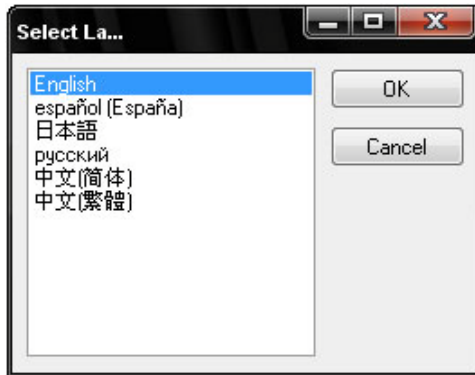 Select La...
English
español (España)
日本語
русский
中文(简体)
中文(繁體)
OK
Cancel